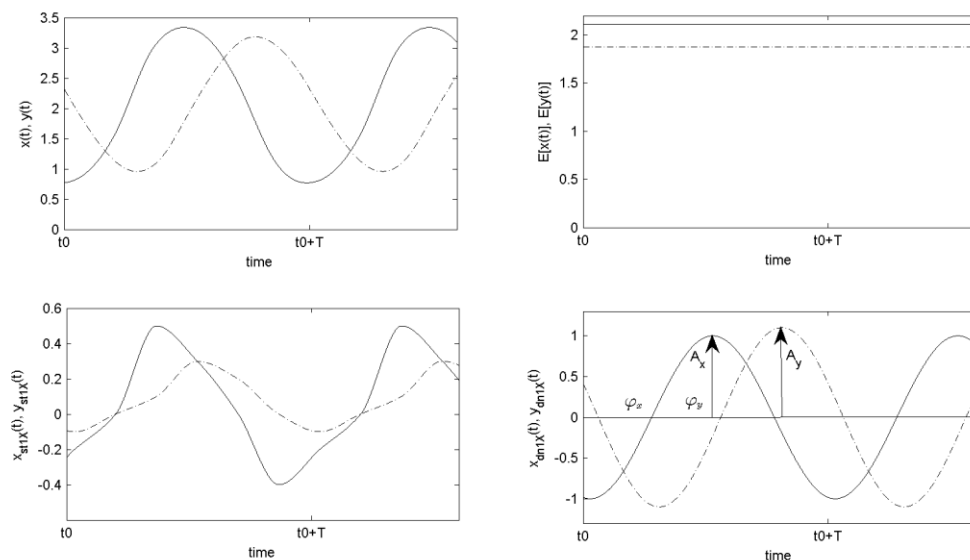 3.5
3
2.5
2
1.5
1
0.5
0
x(t), y(t)
t0 t0+T
time
2
1.5
1
0.5
0
E[x(t)], E[y(t)]
t0 t0+T
time
0.6
0.4
0.2
0
-0.2
-0.4
x_st1X(t), y_st1X(t)
t0 t0+T
time
1
0.5
0
-0.5
-1
x_dn1X(t), y_dn1X(t)
A_x A_y
φ_x φ_y
t0 t0+T
time